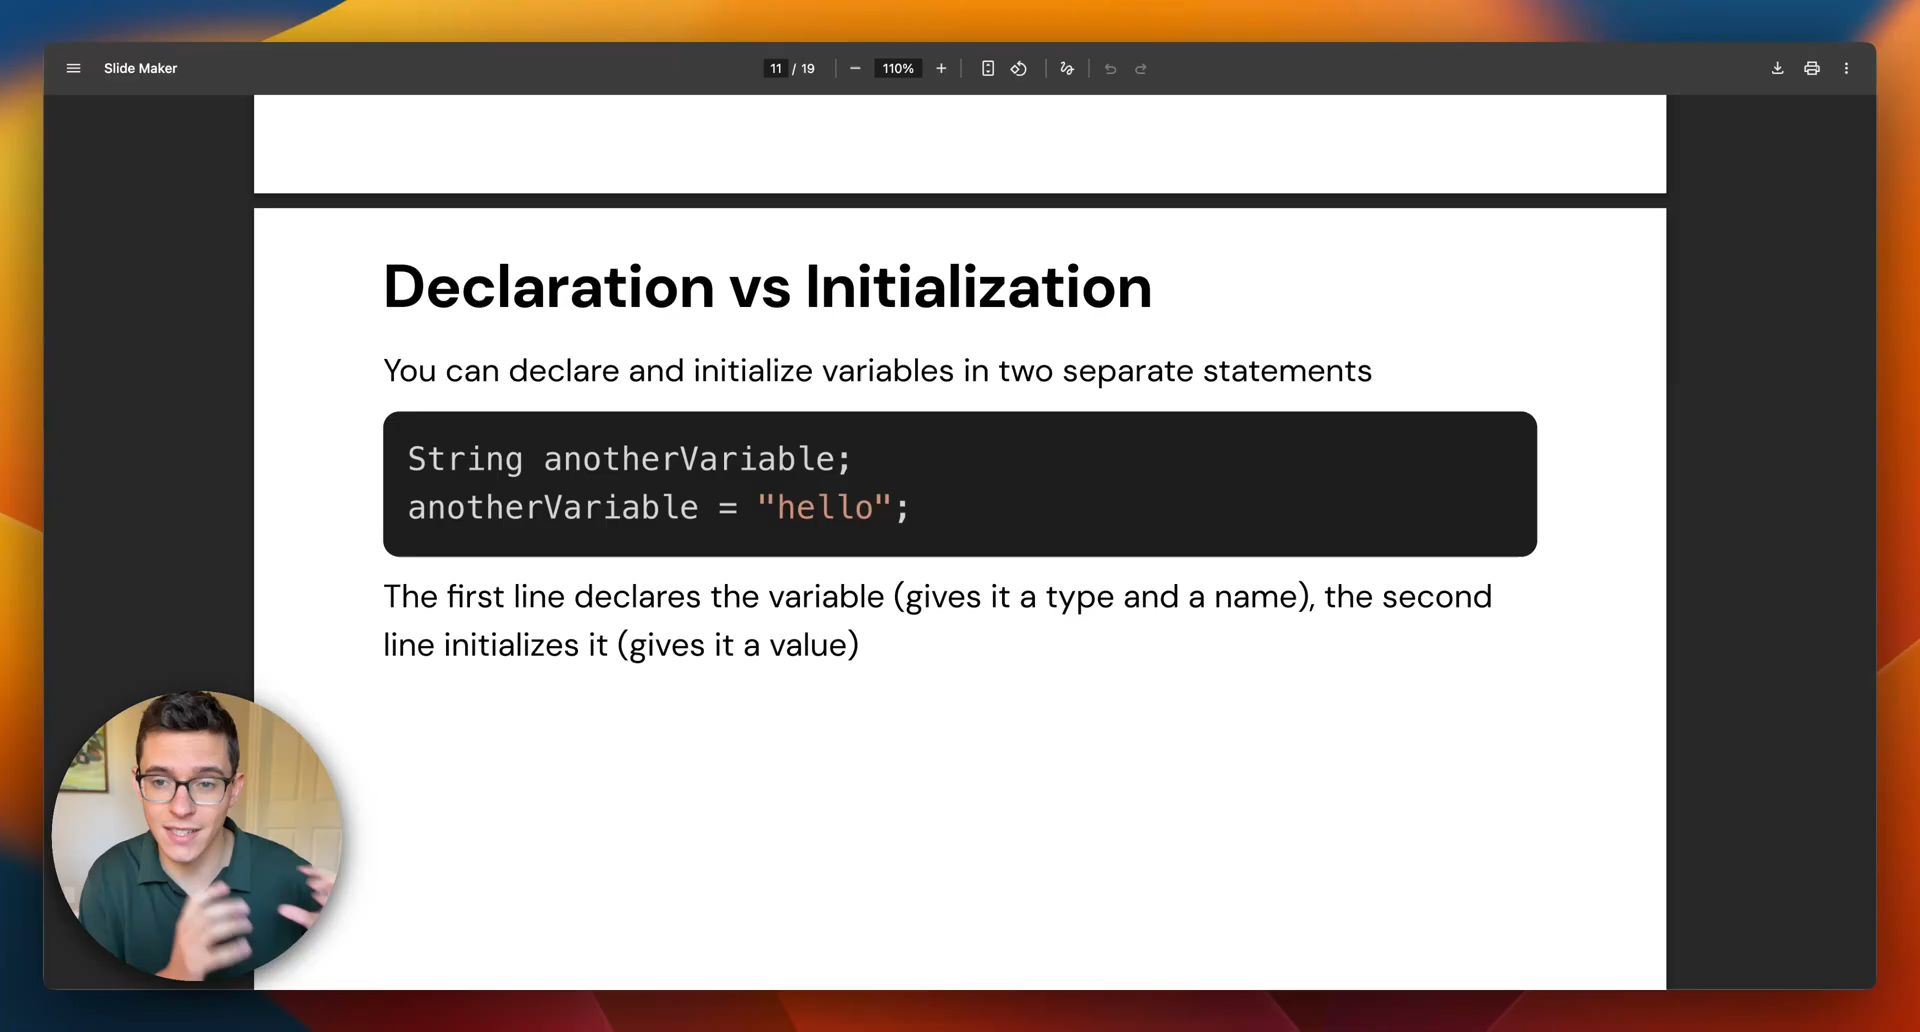 Slide Maker
11 / 19
110%
Declaration vs Initialization
You can declare and initialize variables in two separate statements
String anotherVariable;
anotherVariable = "hello";
The first line declares the variable (gives it a type and a name), the second
line initializes it (gives it a value)